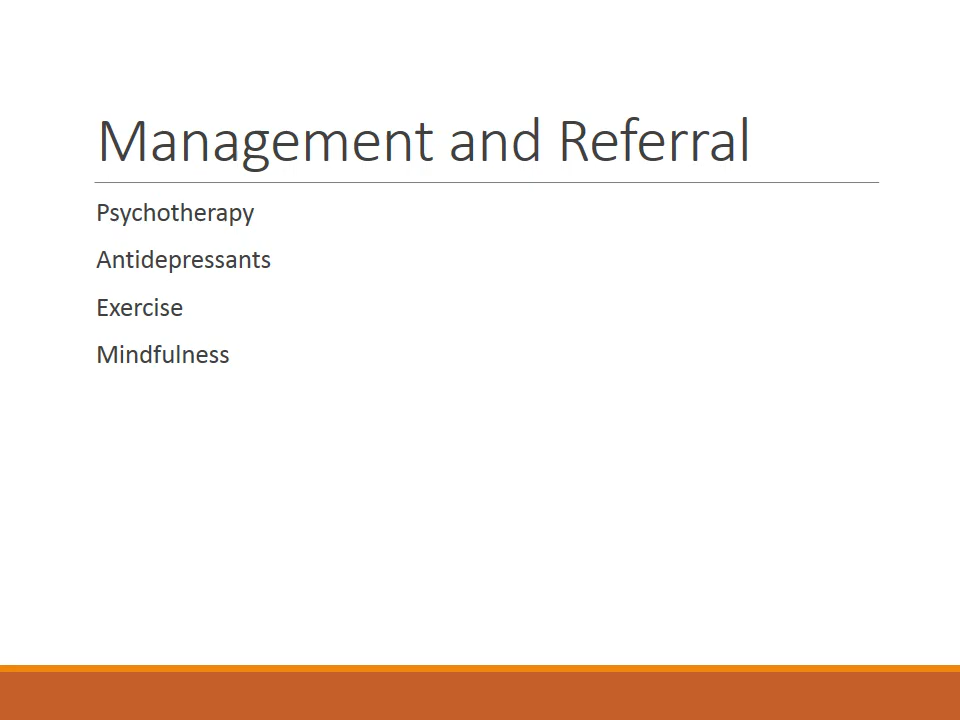 Management and Referral
Psychotherapy
Antidepressants
Exercise
Mindfulness